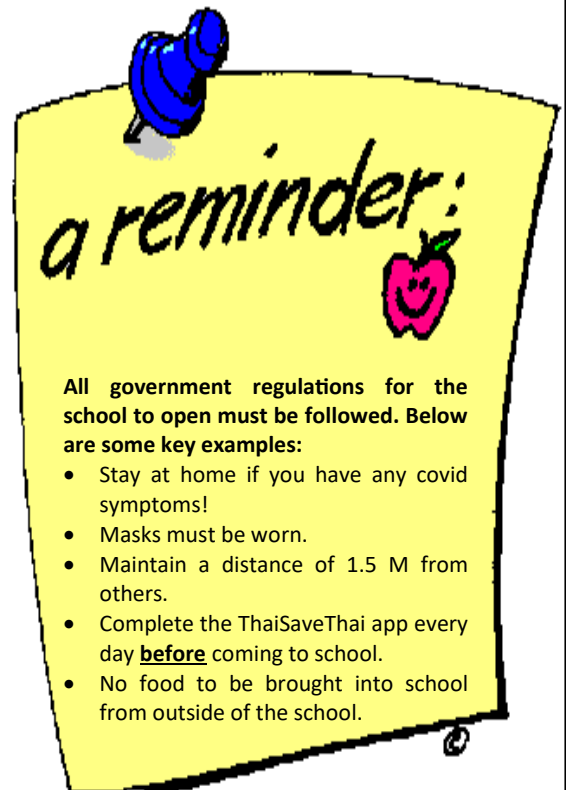 a reminder:
All government regulations for the
school to open must be followed. Below
are some key examples:
• Stay at home if you have any covid
symptoms!
• Masks must be worn.
• Maintain a distance of 1.5 M from
others.
• Complete the ThaiSaveThai app every
day before coming to school.
• No food to be brought into school
from outside of the school.
©